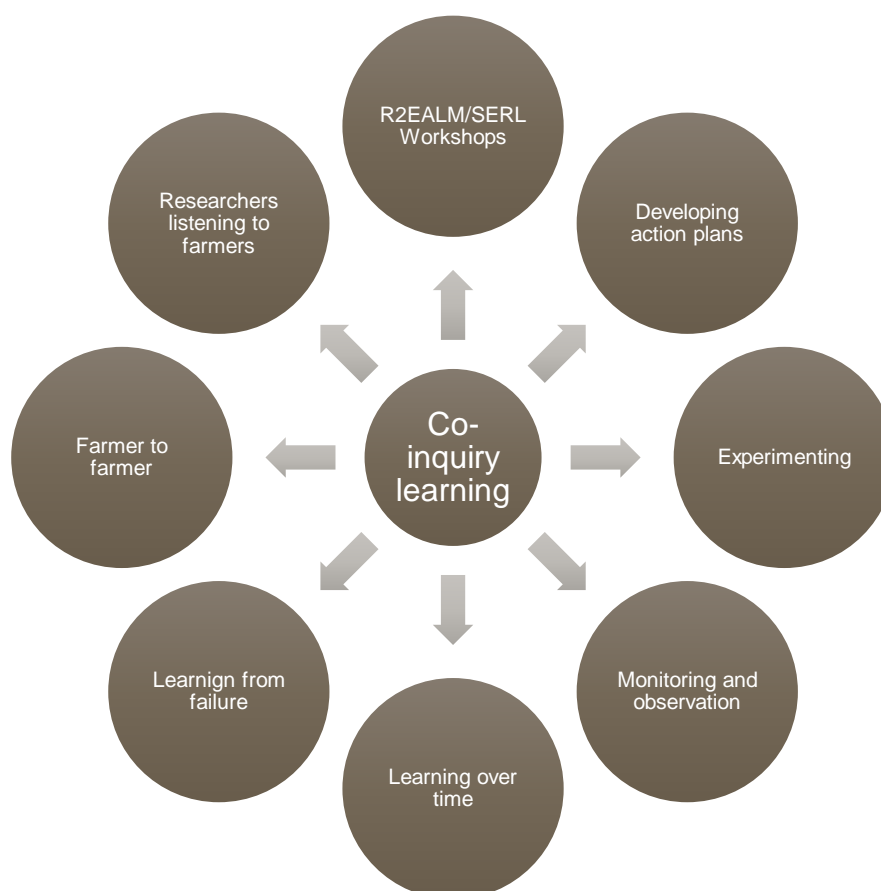 R2EALM/SERL
Workshops
Researchers
listening to
farmers
Developing
action plans
Farmer to
farmer
Co-
inquiry
learning
Experimenting
Learnign from
failure
Monitoring and
observation
Learning over
time